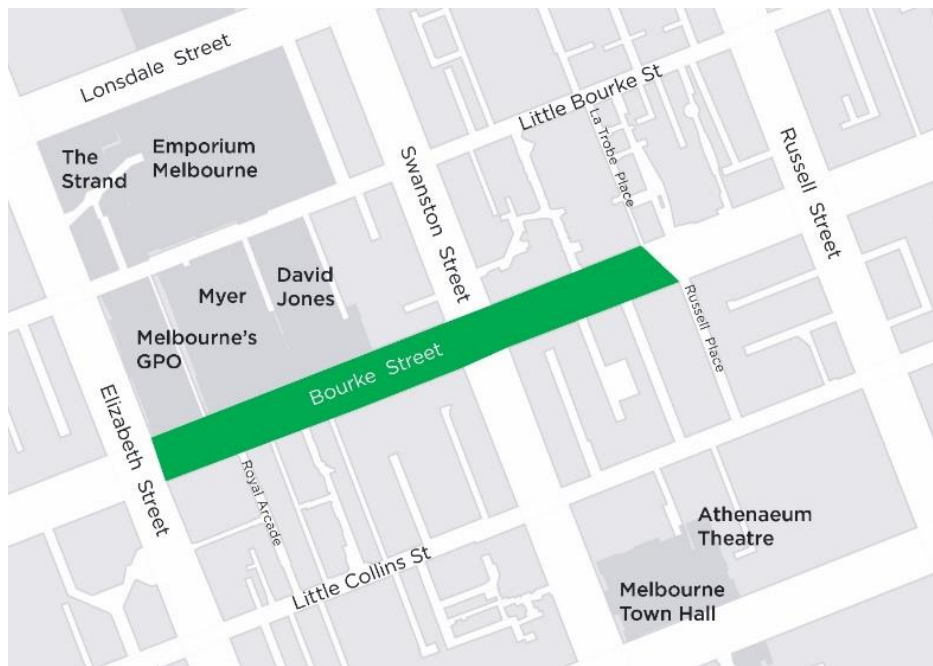 Lonsdale Street
Little Bourke St
La Trobe Place
The
Strand
Emporium
Melbourne
Swanston Street
Russell Street
David
Jones
Myer
Melbourne's
GPO
Bourke Street
Russell Place
Elizabeth Street
Royal Arcade
Little Collins St
Athenaeum
Theatre
Melbourne
Town Hall